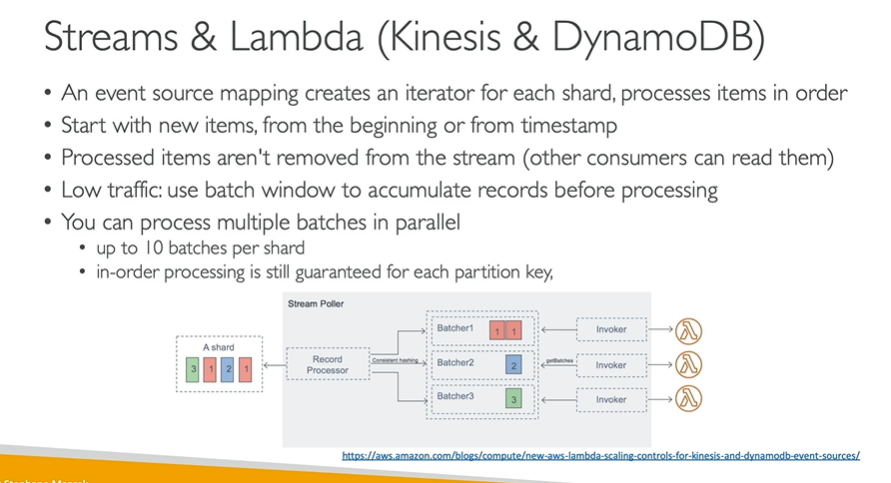 Streams & Lambda (Kinesis & DynamoDB)
• An event source mapping creates an iterator for each shard, processes items in order
• Start with new items, from the beginning or from timestamp
• Processed items aren't removed from the stream (other consumers can read them)
• Low traffic: use batch window to accumulate records before processing
• You can process multiple batches in parallel
• up to 10 batches per shard
• in-order processing is still guaranteed for each partition key,
Stream Poller
A shard
3 1 2 1
Record
Processor
Consistent hashing
Batcher1
1 1
Batcher2
2
Batcher3
3
getBatches
Invoker
Invoker
Invoker
https://aws.amazon.com/blogs/compute/new-aws-lambda-scaling-controls-for-kinesis-and-dynamodb-event-sources/